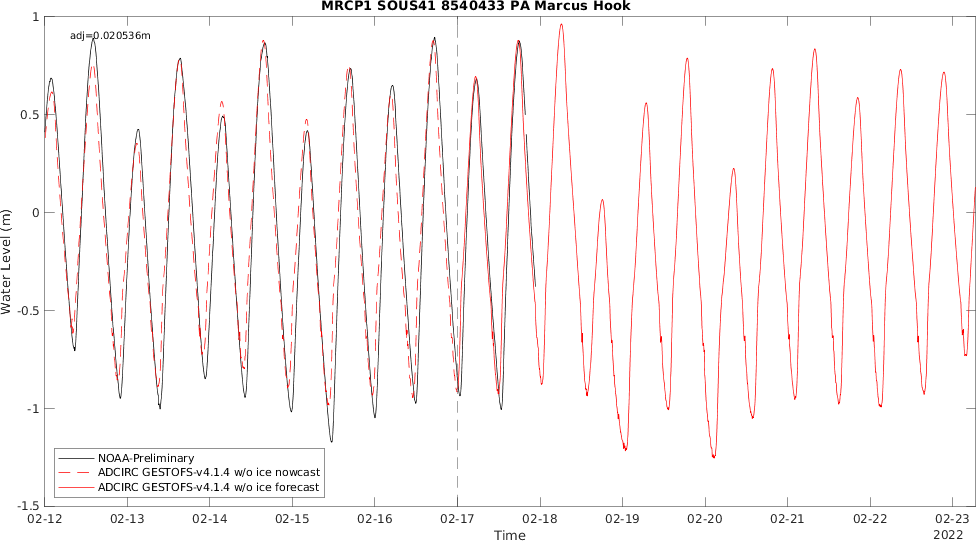 MRCP1 SOUS41 8540433 PA Marcus Hook
adj=0.020536m
1
0.5
0
-0.5
-1
-1.5
Water Level (m)
NOAA-Preliminary
ADCIRC GESTOFS-v4.1.4 w/o ice nowcast
ADCIRC GESTOFS-v4.1.4 w/o ice forecast
02-12 02-13 02-14 02-15 02-16 02-17 02-18 02-19 02-20 02-21 02-22 02-23
Time
2022